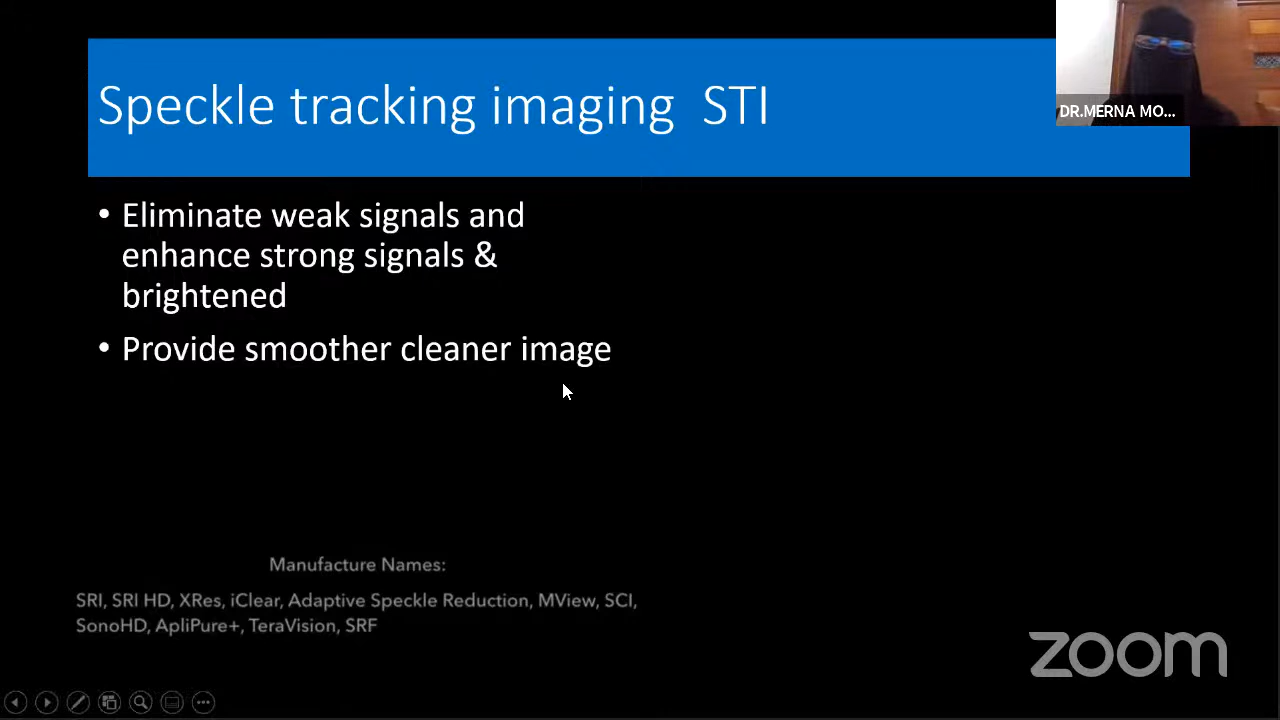 Speckle tracking imaging STI
DR.MERNA MO...
• Eliminate weak signals and
enhance strong signals &
brightened
• Provide smoother cleaner image
Manufacture Names:
SRI, SRI HD, XRes, iClear, Adaptive Speckle Reduction, MView, SCI,
SonoHD, ApliPure+, TeraVision, SRF
zoom